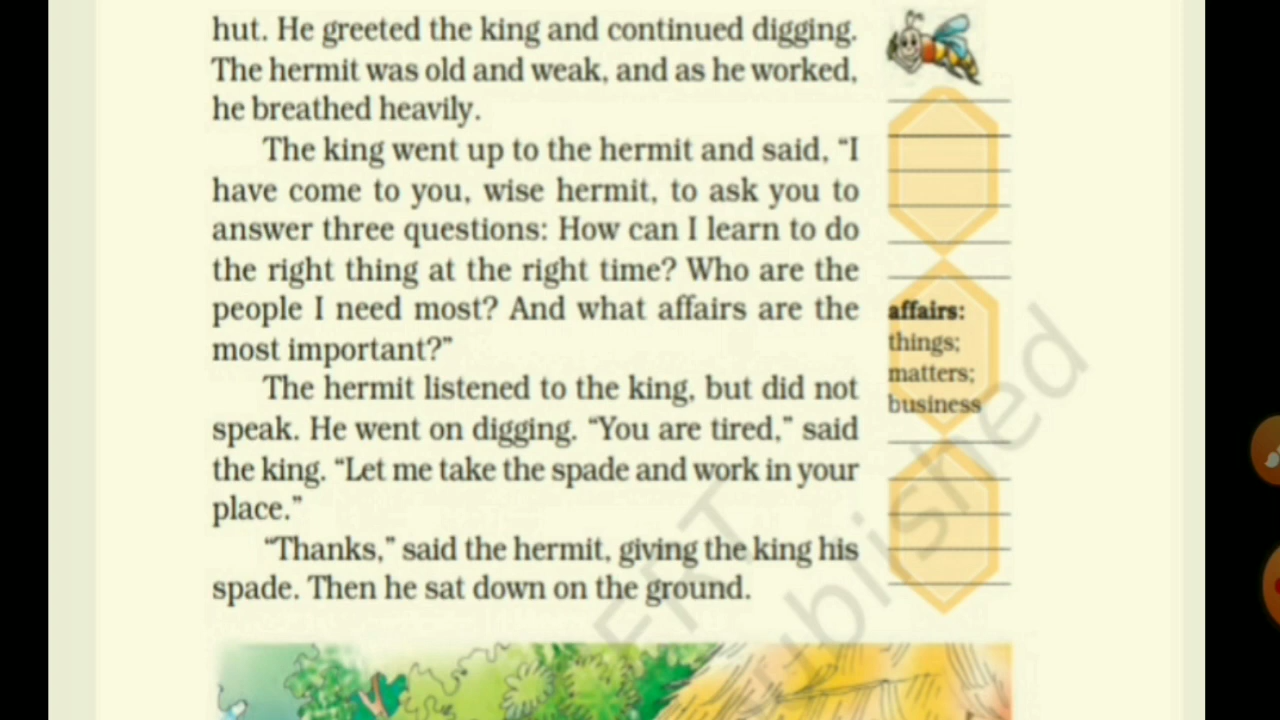 hut. He greeted the king and continued digging.
The hermit was old and weak, and as he worked,
he breathed heavily.
The king went up to the hermit and said, “I
have come to you, wise hermit, to ask you to
answer three questions: How can I learn to do
the right thing at the right time? Who are the
people I need most? And what affairs are the
most important?”
The hermit listened to the king, but did not
speak. He went on digging. “You are tired,” said
the king. “Let me take the spade and work in your
place.”
“Thanks,” said the hermit, giving the king his
spade. Then he sat down on the ground.
affairs:
things;
matters;
business